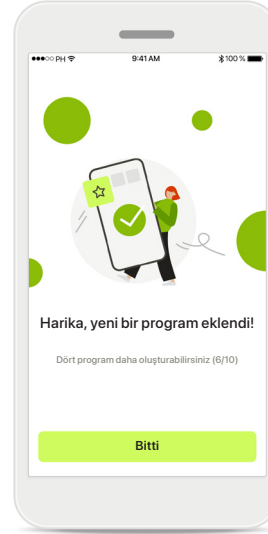 PH 9:41 AM 100 %
Harika, yeni bir program eklendi!
Dört program daha oluşturabilirsiniz (6/10)
Bitti